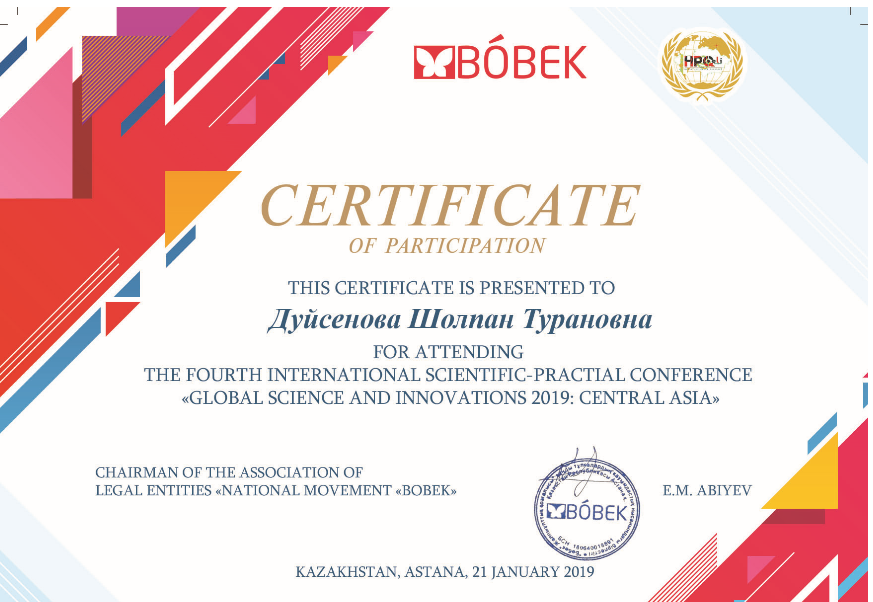 BÓBEK
HPO
CERTIFICATE
OF PARTICIPATION
THIS CERTIFICATE IS PRESENTED TO
Дуйсенова Шолпан Турановна
FOR ATTENDING
THE FOURTH INTERNATIONAL SCIENTIFIC-PRACTIAL CONFERENCE
«GLOBAL SCIENCE AND INNOVATIONS 2019: CENTRAL ASIA»
CHAIRMAN OF THE ASSOCIATION OF
LEGAL ENTITIES «NATIONAL MOVEMENT «BOBEK»
BÓBEK
E.M. ABIYEV
KAZAKHSTAN, ASTANA, 21 JANUARY 2019